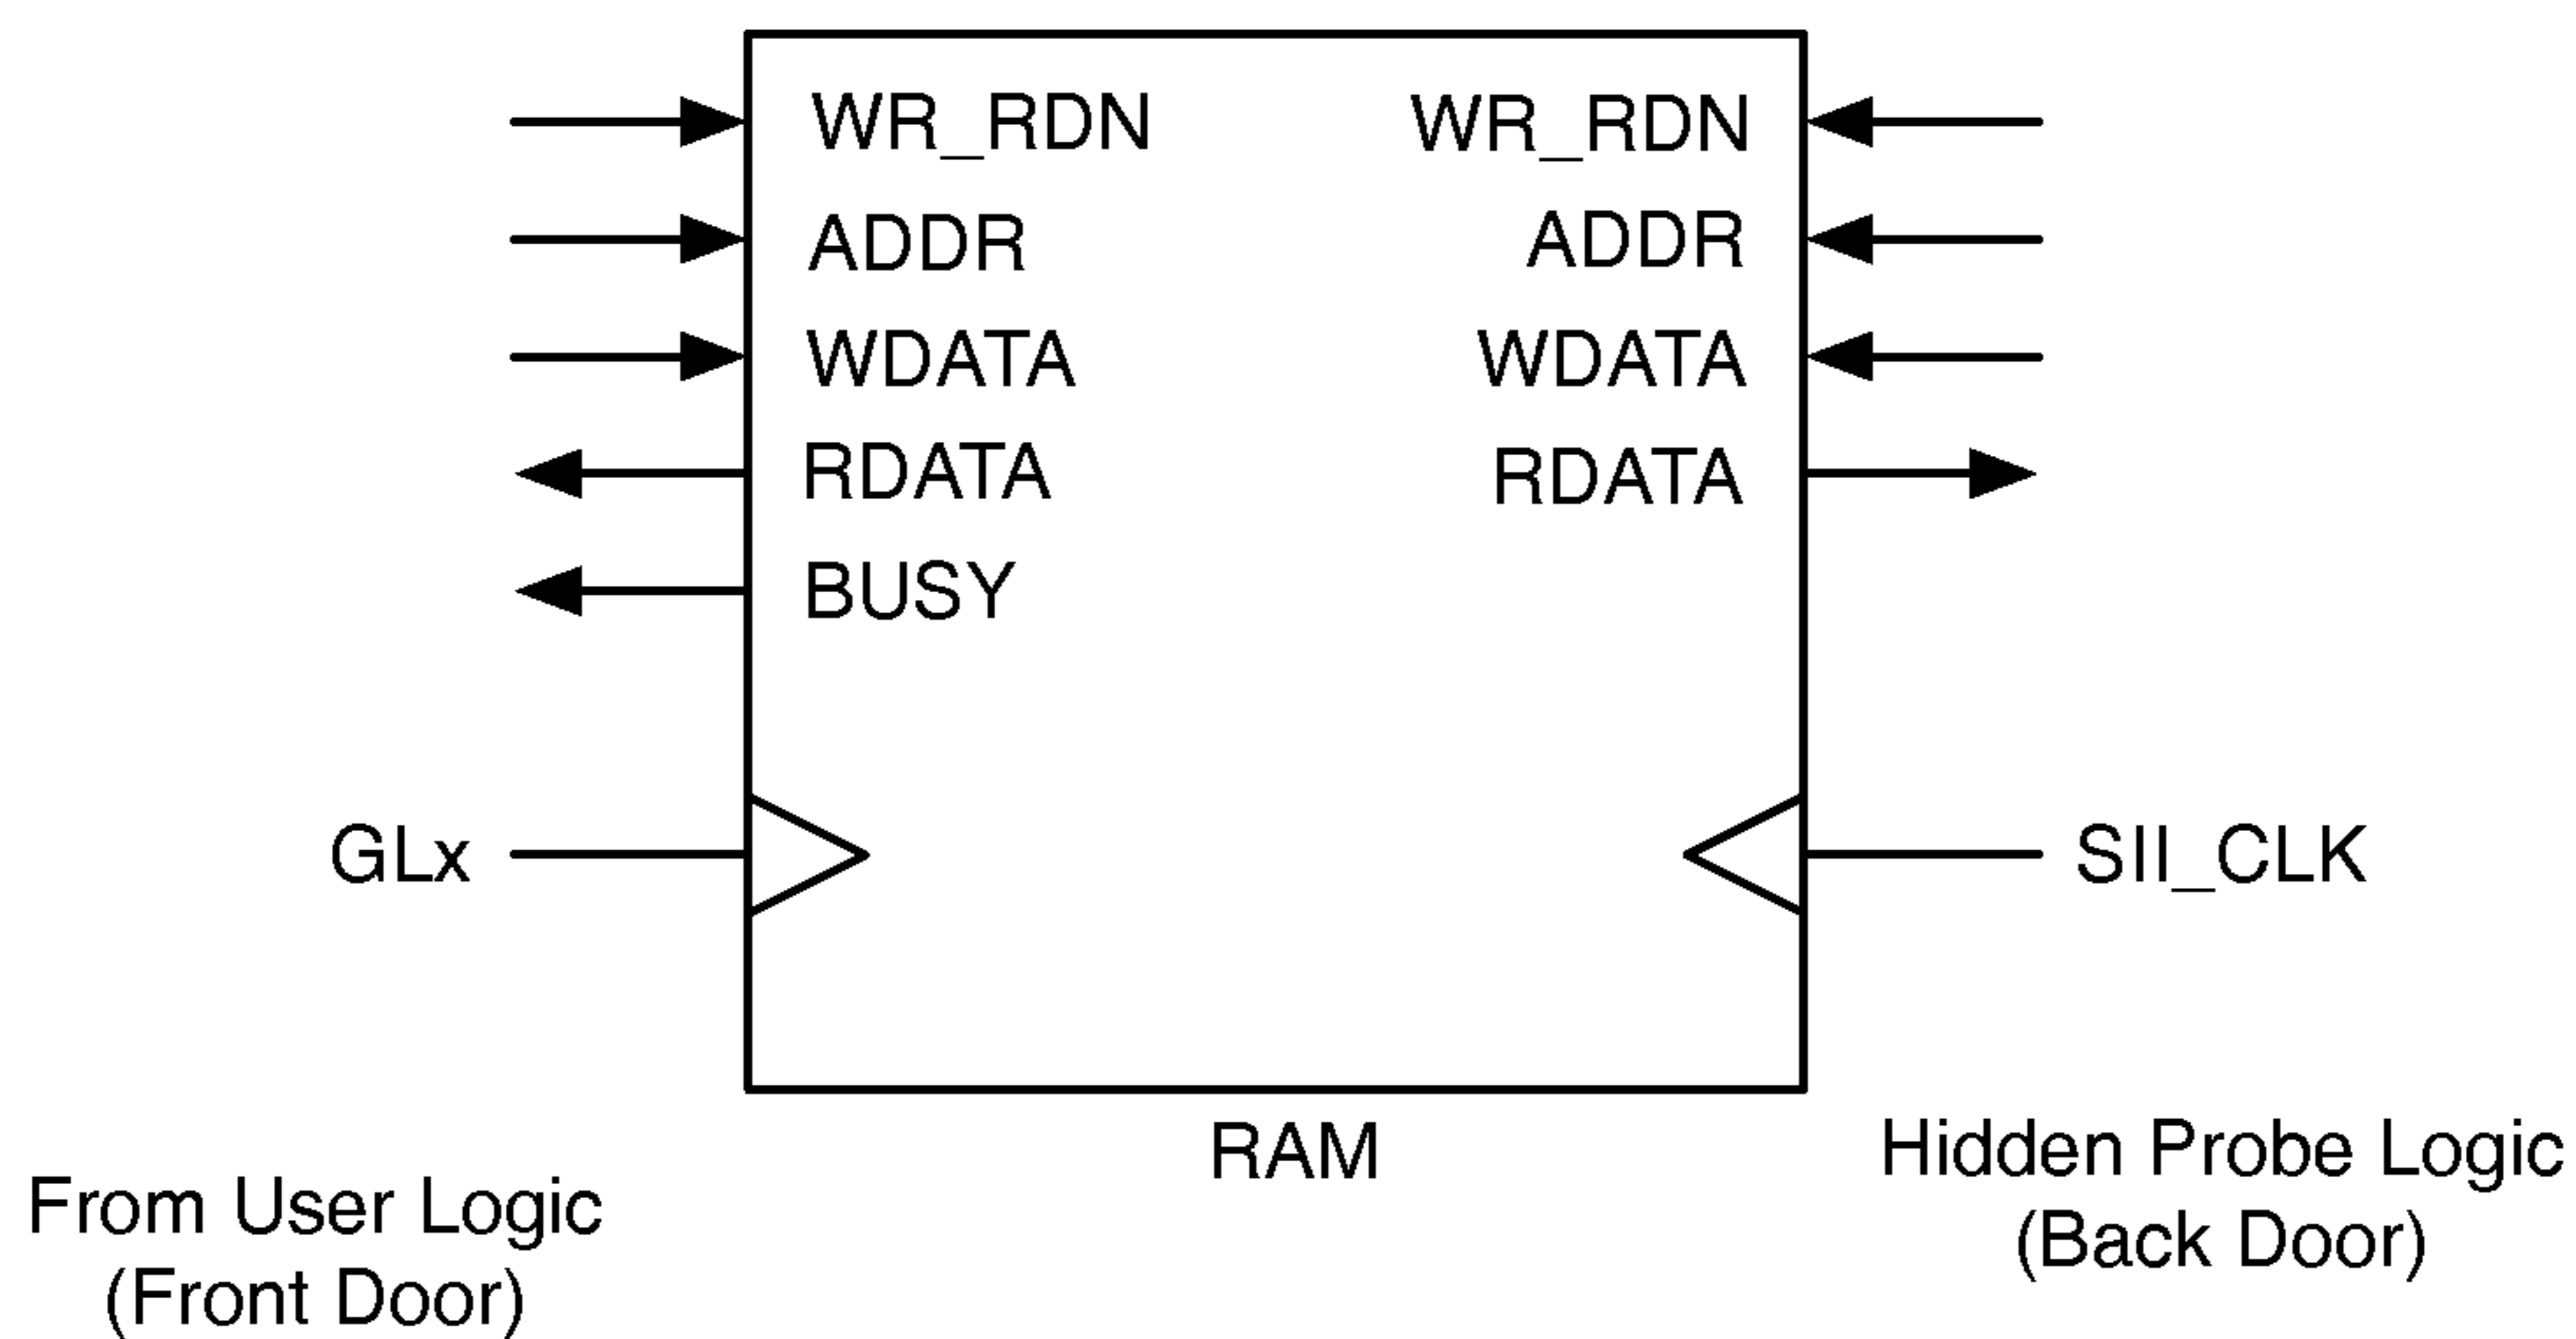 WR_RDN WR_RDN
ADDR ADDR
WDATA WDATA
RDATA RDATA
BUSY
GLx SII_CLK
RAM
From User Logic
(Front Door)
Hidden Probe Logic
(Back Door)